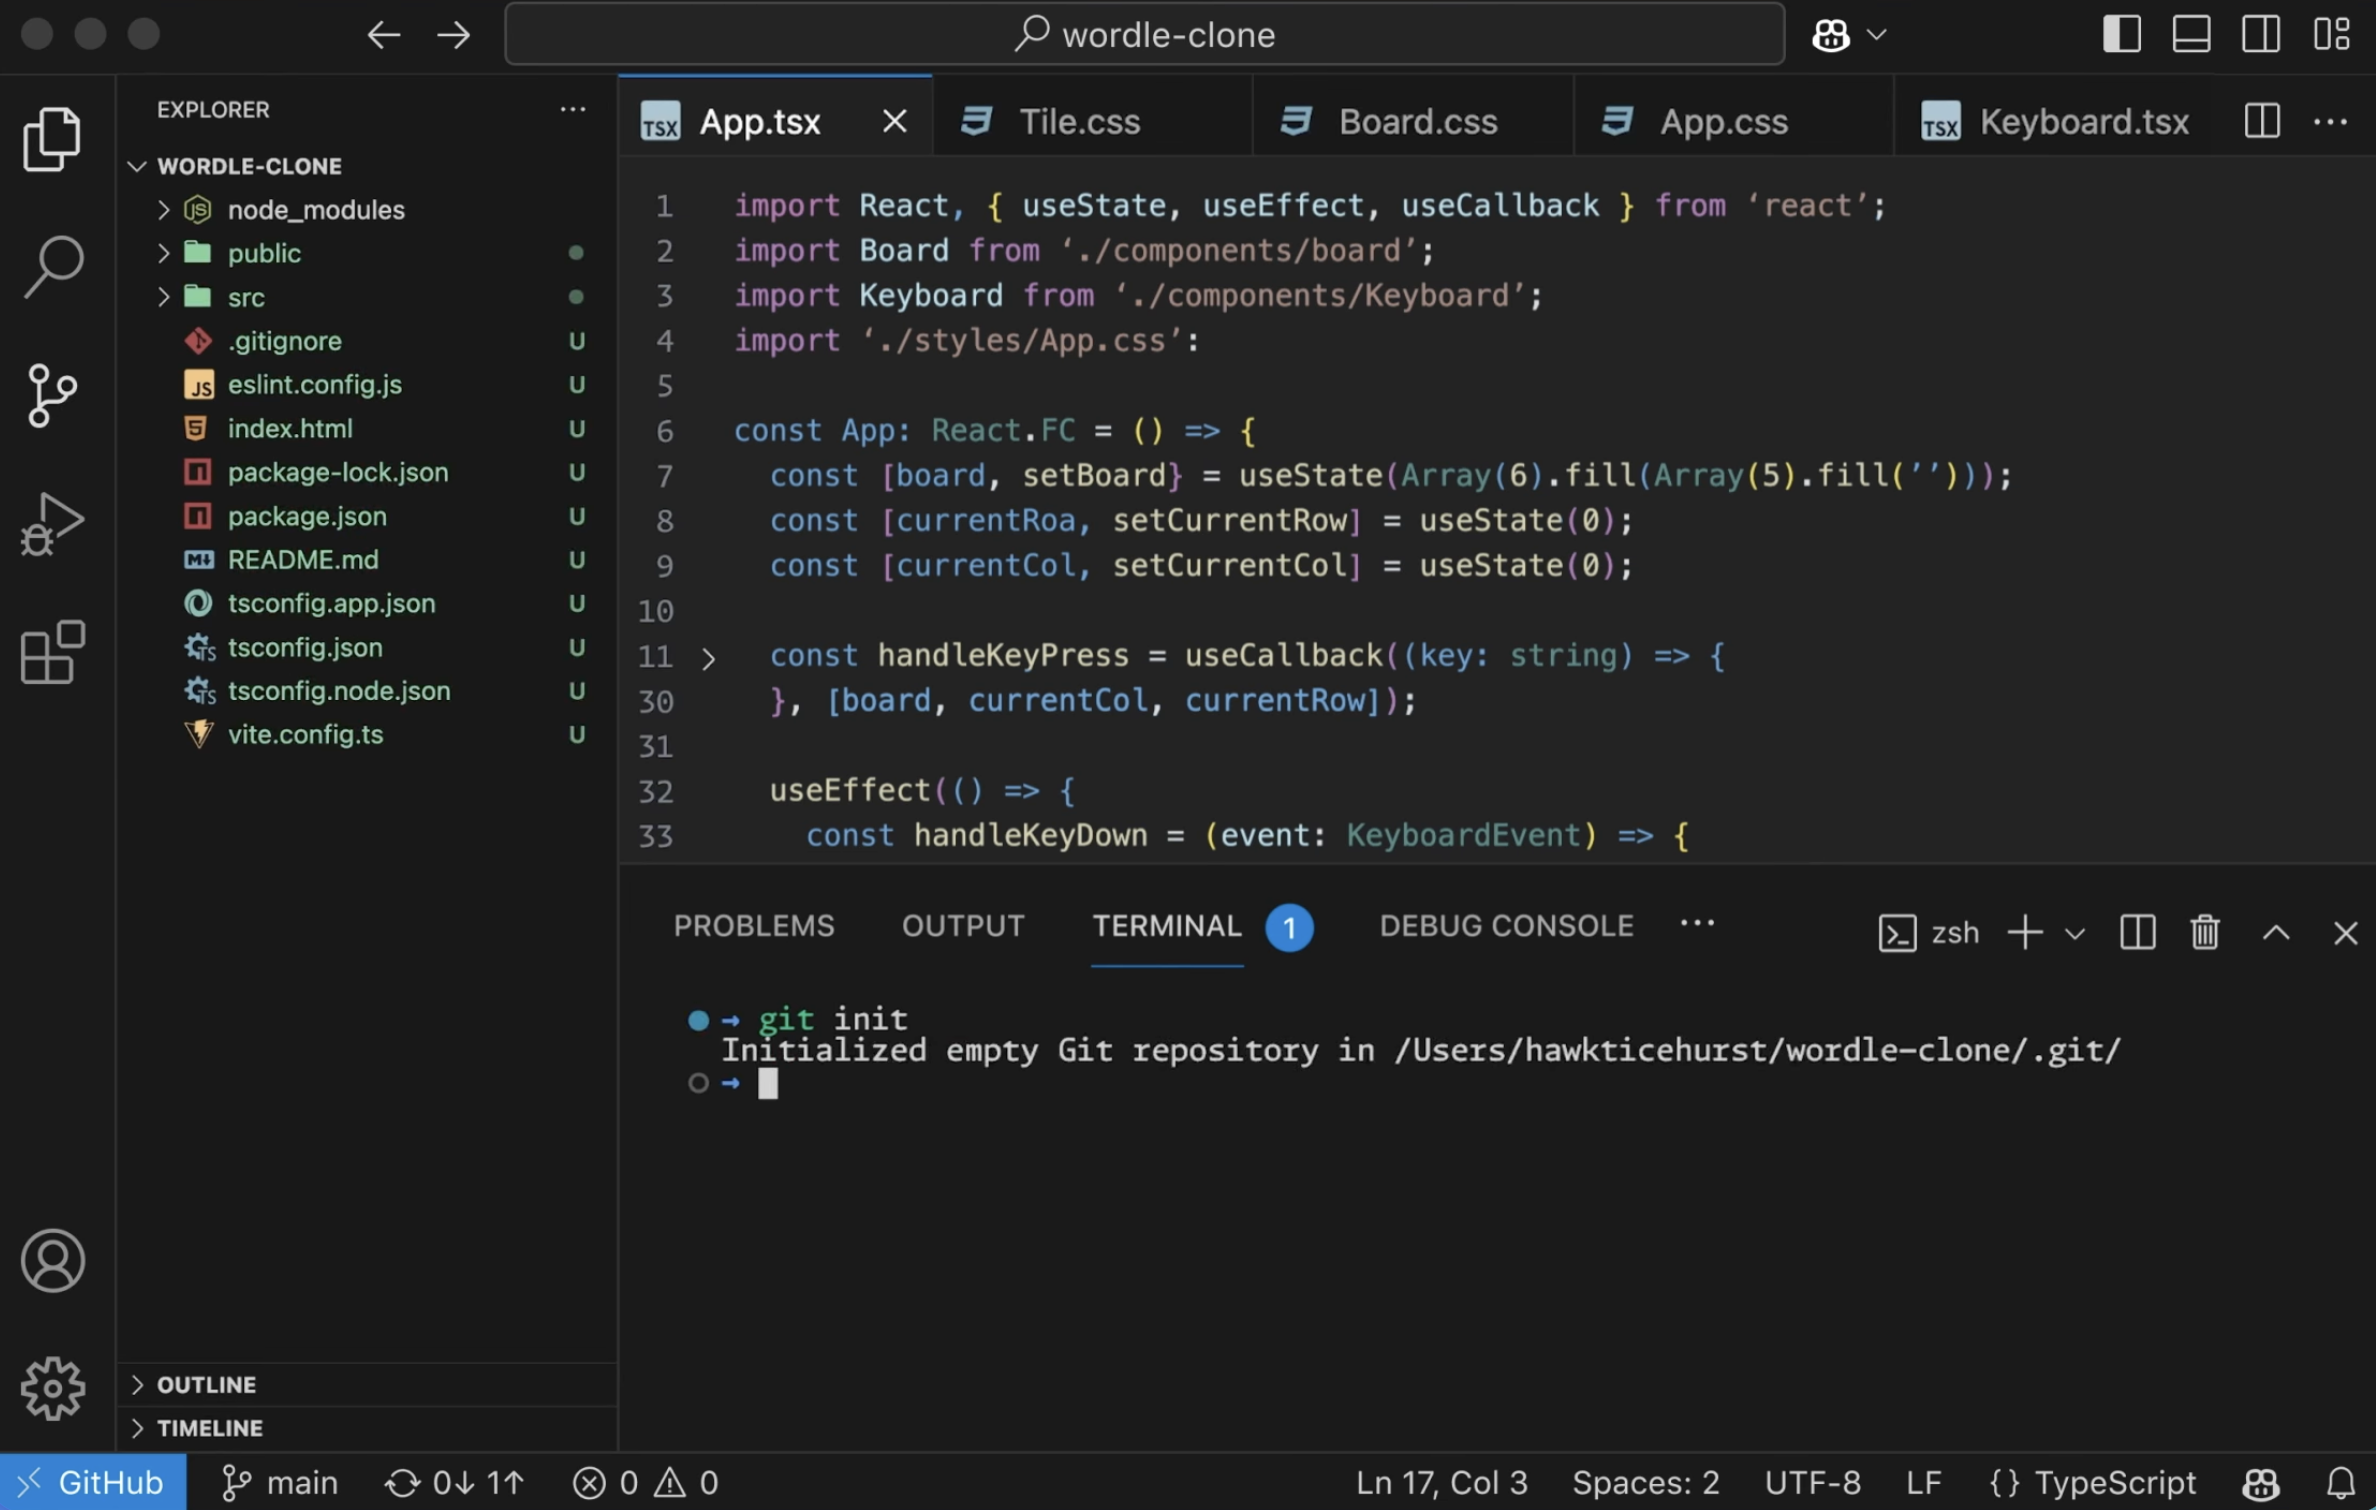 wordle-clone
EXPLORER
WORDLE-CLONE
node_modules
public
src
.gitignore U
eslint.config.js U
index.html U
package-lock.json U
package.json U
README.md U
tsconfig.app.json U
tsconfig.json U
tsconfig.node.json U
vite.config.ts U
OUTLINE
TIMELINE
TSX App.tsx Tile.css Board.css App.css TSX Keyboard.tsx
1 import React, { useState, useEffect, useCallback } from ‘react’;
2 import Board from ‘./components/board’;
3 import Keyboard from ‘./components/Keyboard’;
4 import ‘./styles/App.css’:
5
6 const App: React.FC = () => {
7 const [board, setBoard} = useState(Array(6).fill(Array(5).fill(’’)));
8 const [currentRoa, setCurrentRow] = useState(0);
9 const [currentCol, setCurrentCol] = useState(0);
10
11 const handleKeyPress = useCallback((key: string) => {
30 }, [board, currentCol, currentRow]);
31
32 useEffect(() => {
33 const handleKeyDown = (event: KeyboardEvent) => {
PROBLEMS OUTPUT TERMINAL 1 DEBUG CONSOLE ··· zsh
→ git init
Initialized empty Git repository in /Users/hawkticehurst/wordle-clone/.git/
→
GitHub main 0↓ 1↑ 0 0 Ln 17, Col 3 Spaces: 2 UTF-8 LF {} TypeScript